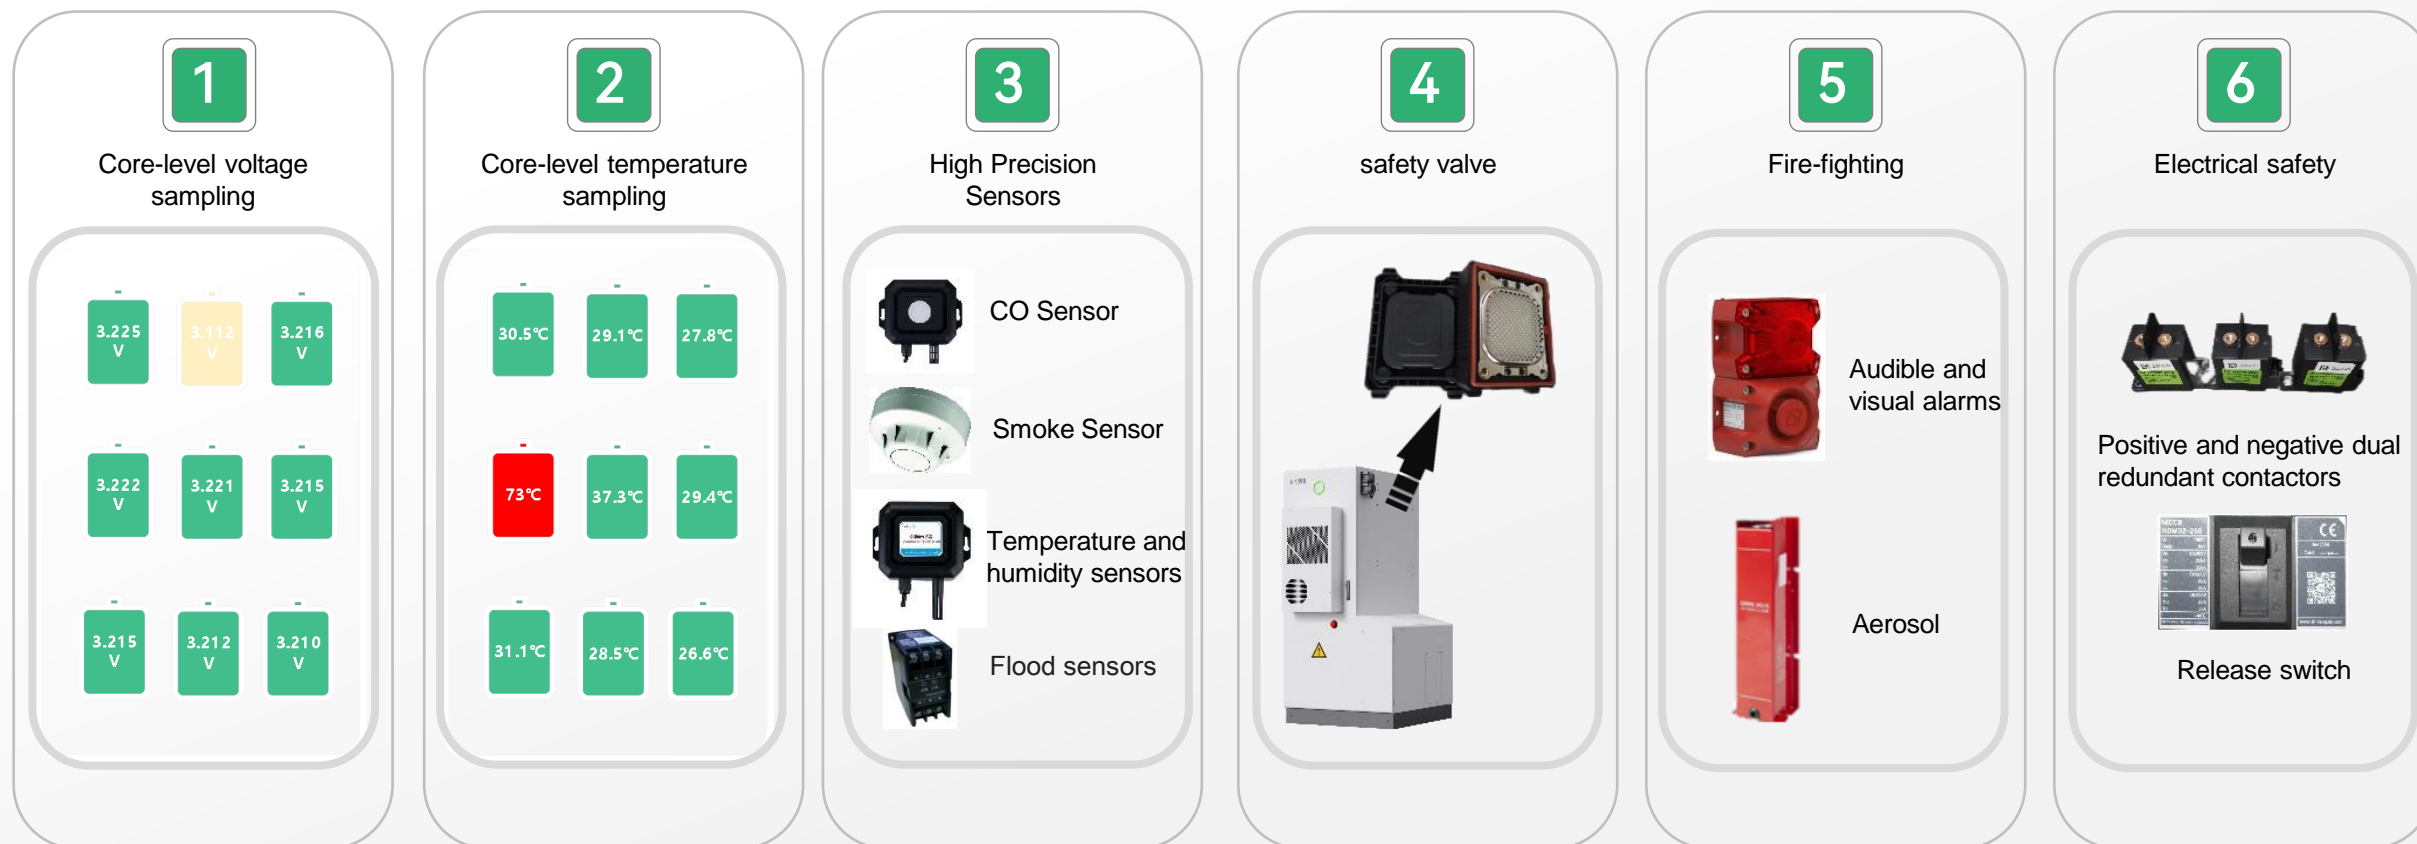 1
Core-level voltage
sampling
3.225
V
3.112
V
3.216
V
3.222
V
3.221
V
3.215
V
3.215
V
3.212
V
3.210
V
2
Core-level temperature
sampling
30.5℃
29.1℃
27.8℃
73℃
37.3℃
29.4℃
31.1℃
28.5℃
26.6℃
3
High Precision
Sensors
CO Sensor
Smoke Sensor
Temperature and
humidity sensors
Flood sensors
4
safety valve
5
Fire-fighting
Audible and
visual alarms
Aerosol
6
Electrical safety
Positive and negative dual
redundant contactors
MCCB
CE
Release switch